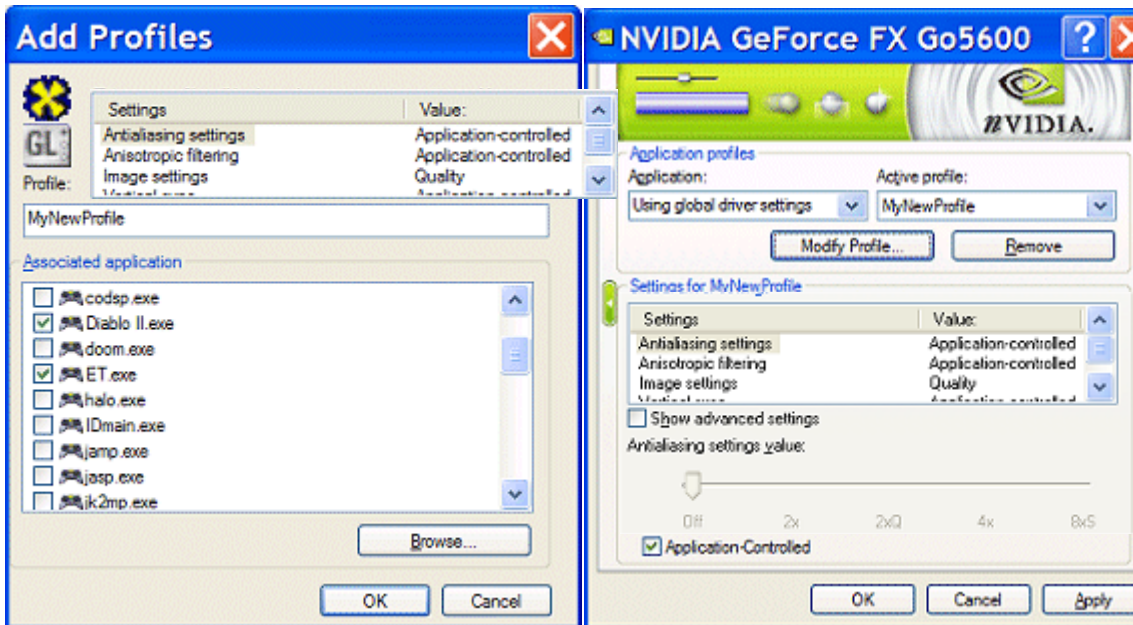 Add Profiles
GL
Settings Value:
Antialiasing settings Application-controlled
Anisotropic filtering Application-controlled
Image settings Quality
Profile:
MyNewProfile
Associated application
codsp.exe
Diablo II.exe
doom.exe
ET.exe
halo.exe
IDmain.exe
jamp.exe
jasp.exe
jk2mp.exe
Browse...
OK Cancel
NVIDIA GeForce FX Go5600 ?
nVIDIA.
Application profiles
Application: Active profile:
Using global driver settings MyNewProfile
Modify Profile... Remove
Settings for MyNewProfile
Settings Value:
Antialiasing settings Application-controlled
Anisotropic filtering Application-controlled
Image settings Quality
Show advanced settings
Antialiasing settings value:
Off 2x 2xQ 4x 8xS
Application-Controlled
OK Cancel Apply